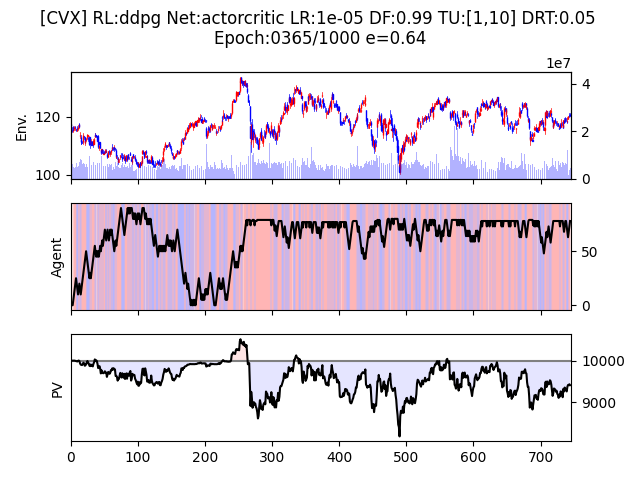 [CVX] RL:ddpg Net:actorcritic LR:1e-05 DF:0.99 TU:[1,10] DRT:0.05
Epoch:0365/1000 e=0.64
1e7
Env.
120
100
4
2
0
Agent
50
0
PV
10000
9000
0 100 200 300 400 500 600 700